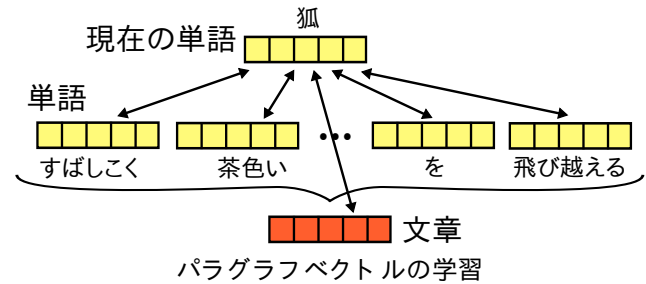 狐
現在の単語
単語
すばしこく 茶色い ••• を 飛び越える
文章
パラグラフベクトルの学習